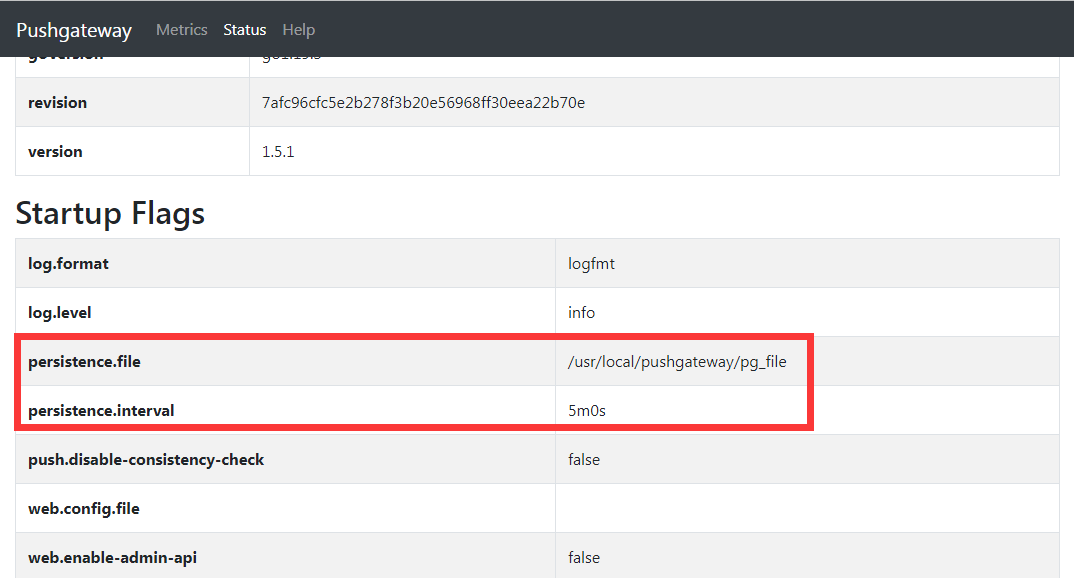 Pushgateway Metrics Status Help
goversion
revision 7afc96cfc5e2b278f3b20e56968ff30eea22b70e
version 1.5.1
Startup Flags
log.format logfmt
log.level info
persistence.file /usr/local/pushgateway/pg_file
persistence.interval 5m0s
push.disable-consistency-check false
web.config.file
web.enable-admin-api false